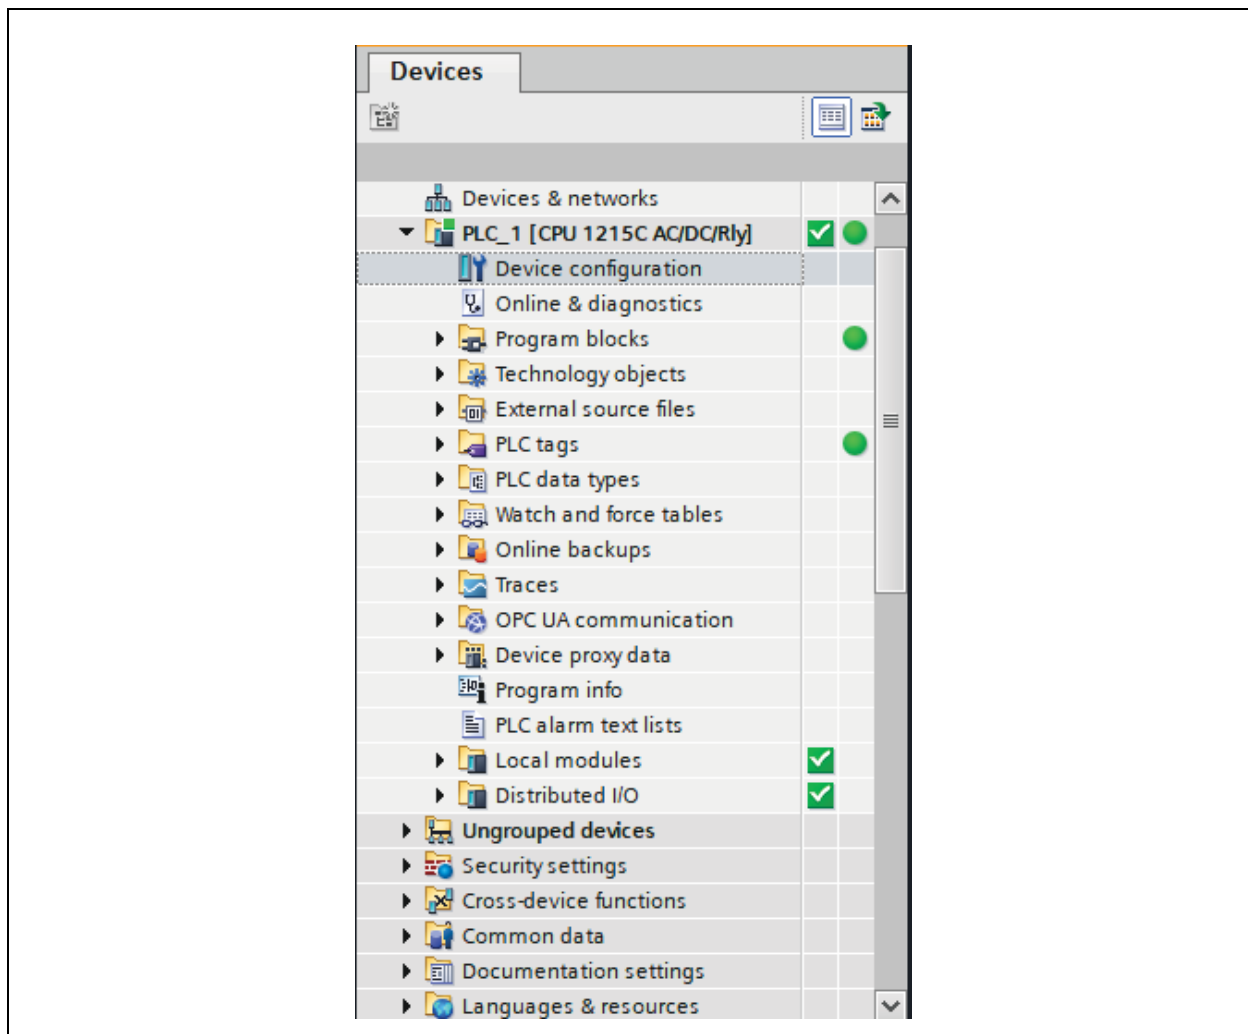 Devices
Devices & networks
PLC_1 [CPU 1215C AC/DC/Rly]
Device configuration
Online & diagnostics
Program blocks
Technology objects
External source files
PLC tags
PLC data types
Watch and force tables
Online backups
Traces
OPC UA communication
Device proxy data
Program info
PLC alarm text lists
Local modules
Distributed I/O
Ungrouped devices
Security settings
Cross-device functions
Common data
Documentation settings
Languages & resources